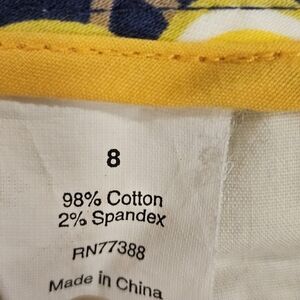 8
98% Cotton
2% Spandex
RN77388
Made in China